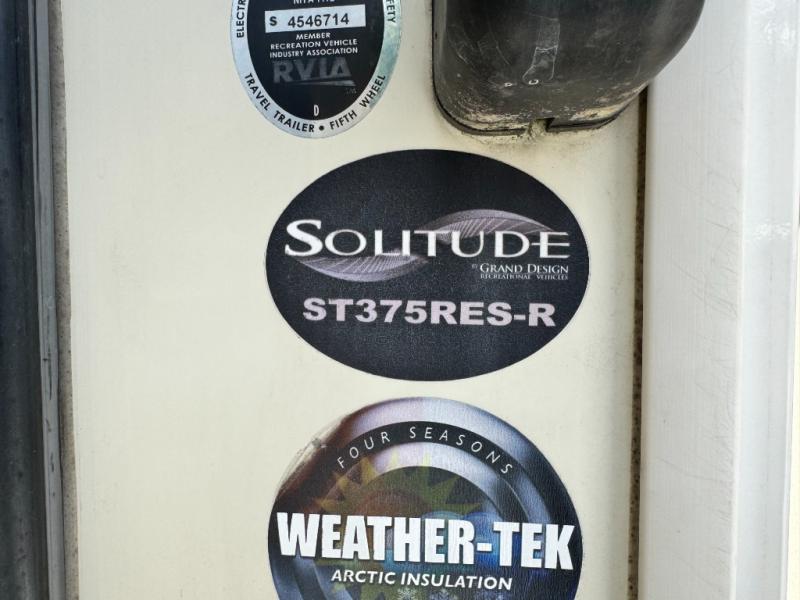 S 4546714
MEMBER
RECREATION VEHICLE
INDUSTRY ASSOCIATION
RVIA
D
TRAVEL TRAILER • FIFTH WHEEL
SOLITUDE
BY GRAND DESIGN
RECREATIONAL VEHICLES
ST375RES-R
FOUR SEASONS
WEATHER-TEK
ARCTIC INSULATION